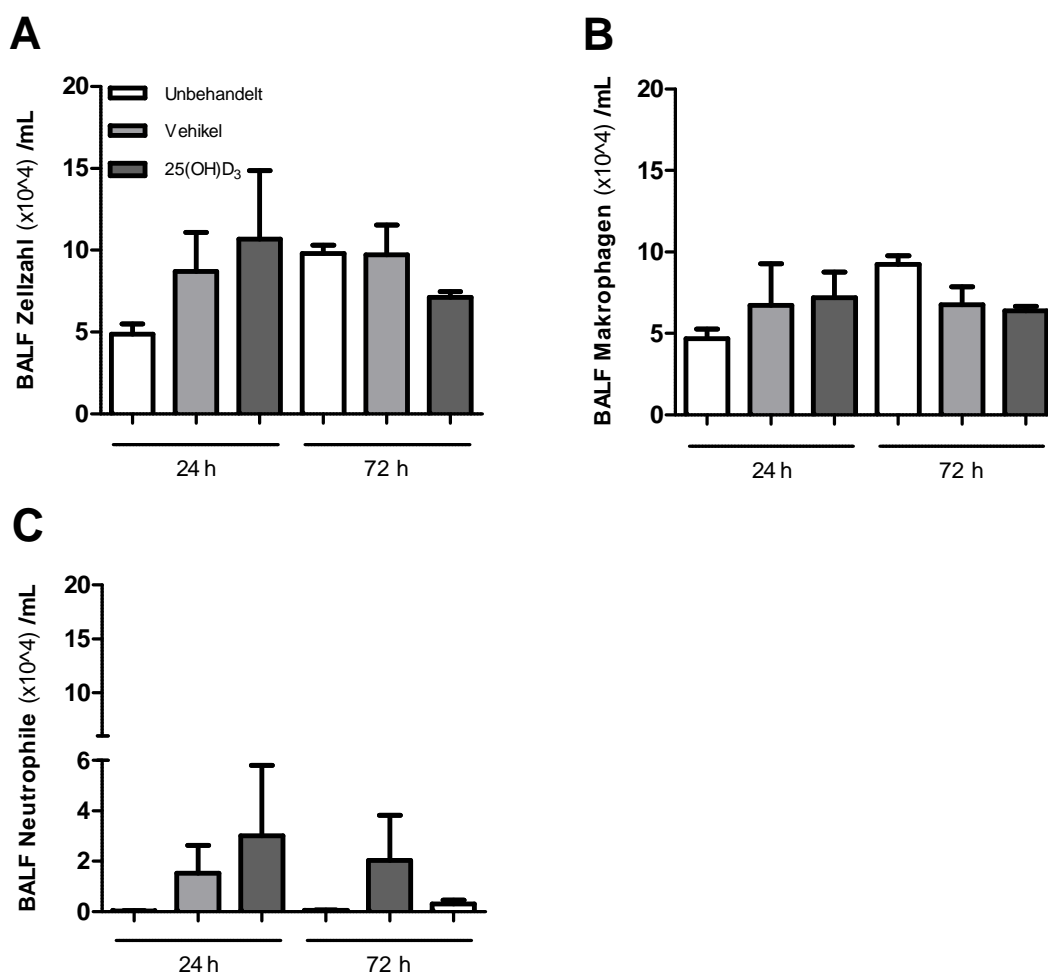 A
BALF Zellzahl (x10^4) /mL
20
15
10
5
0
Unbehandelt
Vehikel
25(OH)D₃
24 h
72 h
B
BALF Makrophagen (x10^4) /mL
20
15
10
5
0
24 h
72 h
C
BALF Neutrophile (x10^4) /mL
20
15
10
6
4
2
0
24 h
72 h